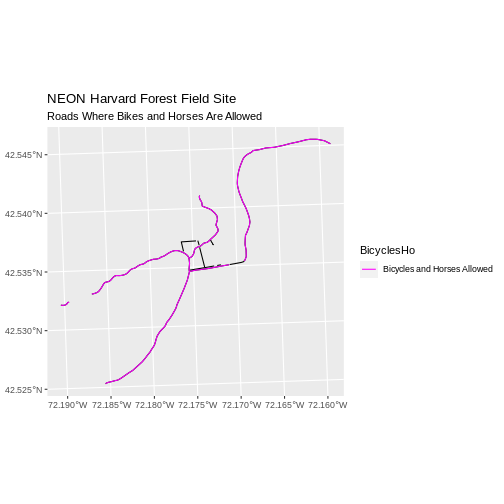 NEON Harvard Forest Field Site
Roads Where Bikes and Horses Are Allowed
42.545°N
42.540°N
42.535°N
42.530°N
42.525°N
72.190°W
72.185°W
72.180°W
72.175°W
72.170°W
72.165°W
72.160°W
BicyclesHo
Bicycles and Horses Allowed